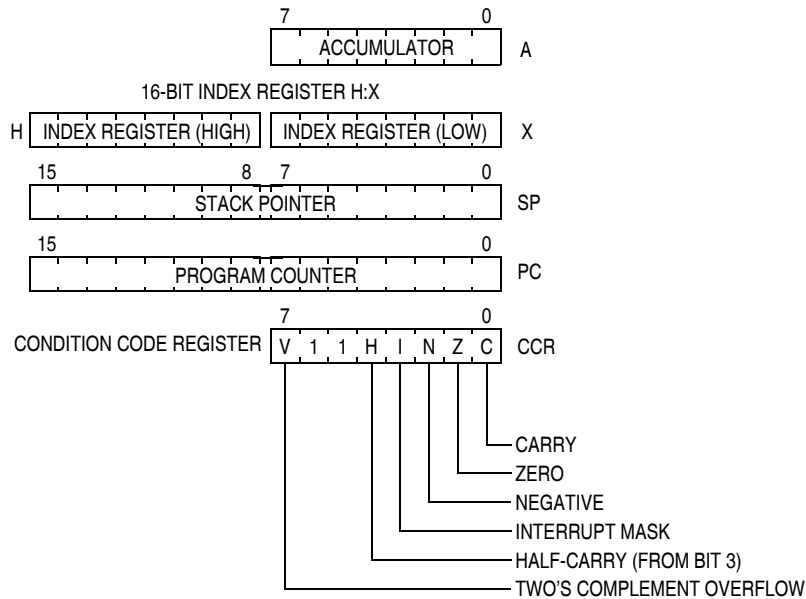 7 0
ACCUMULATOR A
16-BIT INDEX REGISTER H:X
H INDEX REGISTER (HIGH) INDEX REGISTER (LOW) X
15 8 7 0
STACK POINTER SP
15 0
PROGRAM COUNTER PC
7 0
CONDITION CODE REGISTER V 1 1 H I N Z C CCR
CARRY
ZERO
NEGATIVE
INTERRUPT MASK
HALF-CARRY (FROM BIT 3)
TWO'S COMPLEMENT OVERFLOW